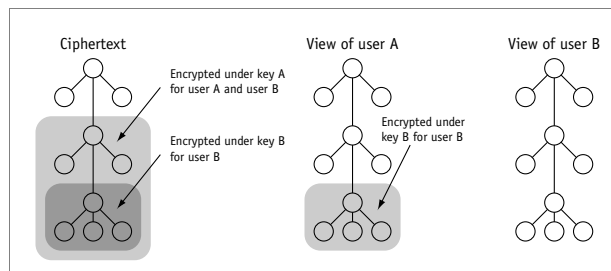 Ciphertext
Encrypted under key A
for user A and user B
Encrypted under key B
for user B
View of user A
Encrypted under
key B for user B
View of user B